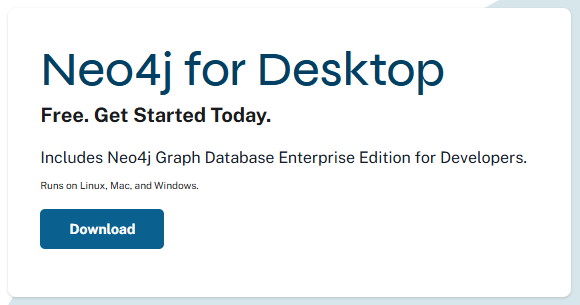 Neo4j for Desktop
Free. Get Started Today.
Includes Neo4j Graph Database Enterprise Edition for Developers.
Runs on Linux, Mac, and Windows.
Download